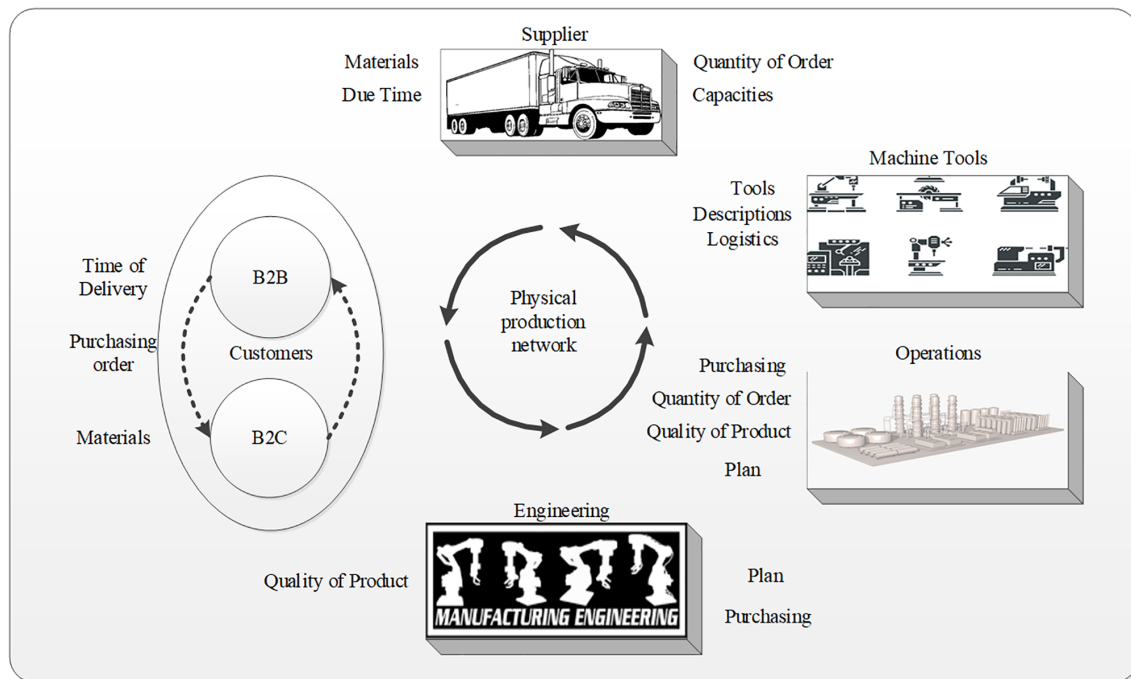 Supplier
Materials
Due Time
Quantity of Order
Capacities
Machine Tools
Tools
Descriptions
Logistics
Time of
Delivery
Purchasing
order
Materials
B2B
Customers
B2C
Physical
production
network
Operations
Purchasing
Quantity of Order
Quality of Product
Plan
Engineering
Quality of Product
MANUFACTURING ENGINEERING
Plan
Purchasing